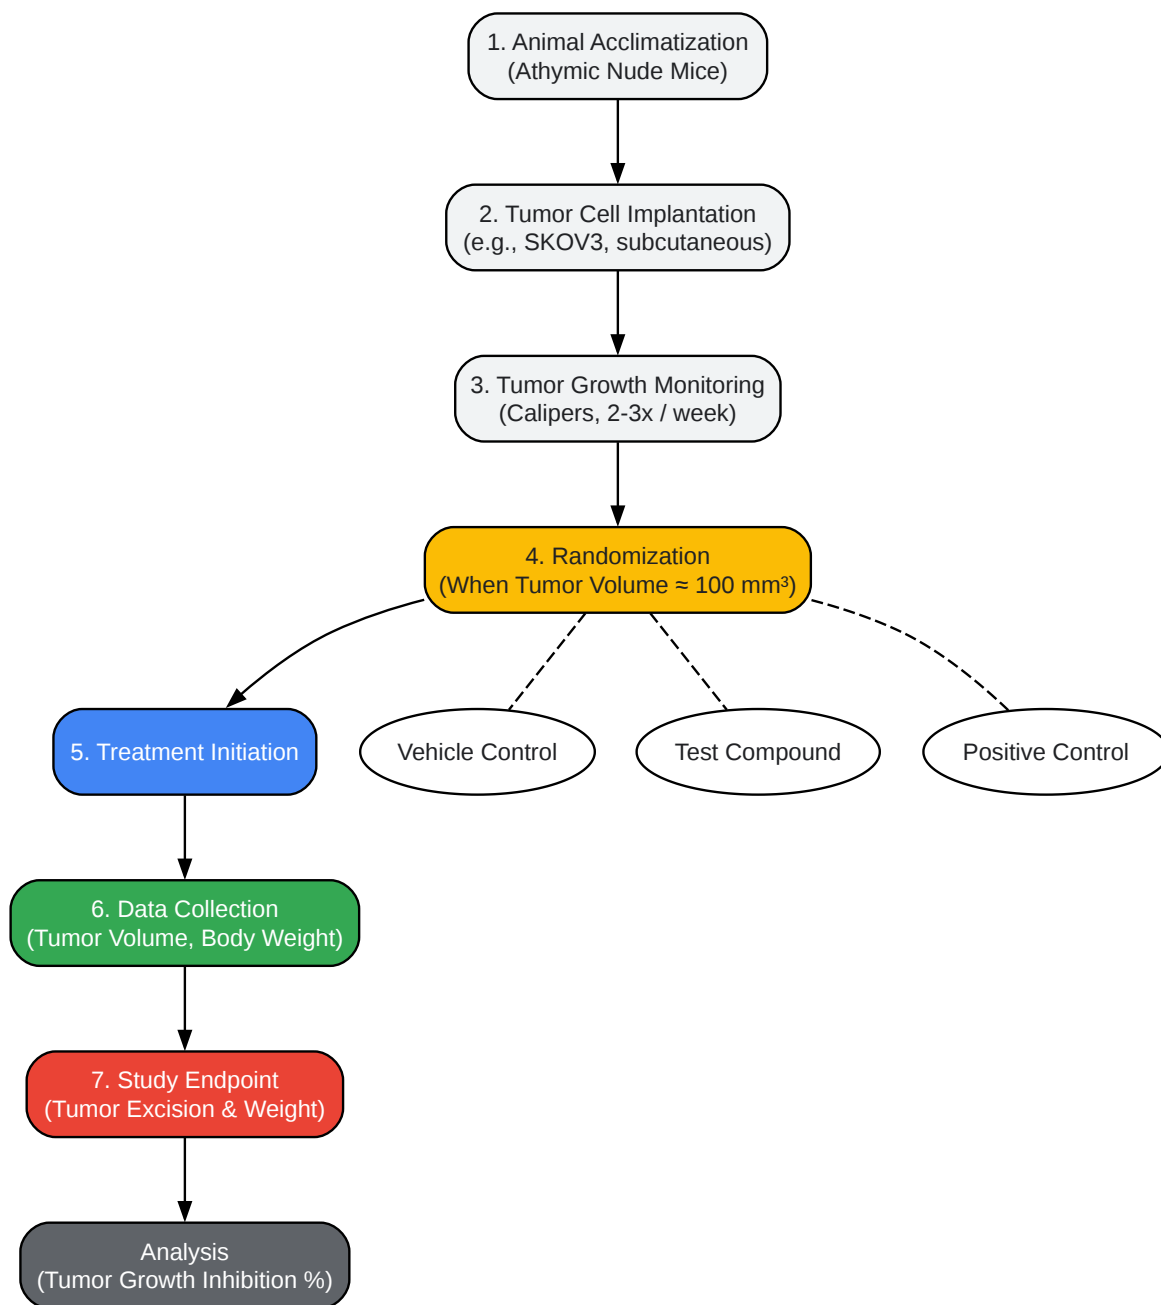 1. Animal Acclimatization
(Athymic Nude Mice)
2. Tumor Cell Implantation
(e.g., SKOV3, subcutaneous)
3. Tumor Growth Monitoring
(Calipers, 2-3x / week)
4. Randomization
(When Tumor Volume ≈ 100 mm³)
5. Treatment Initiation
Vehicle Control
Test Compound
Positive Control
6. Data Collection
(Tumor Volume, Body Weight)
7. Study Endpoint
(Tumor Excision & Weight)
Analysis
(Tumor Growth Inhibition %)